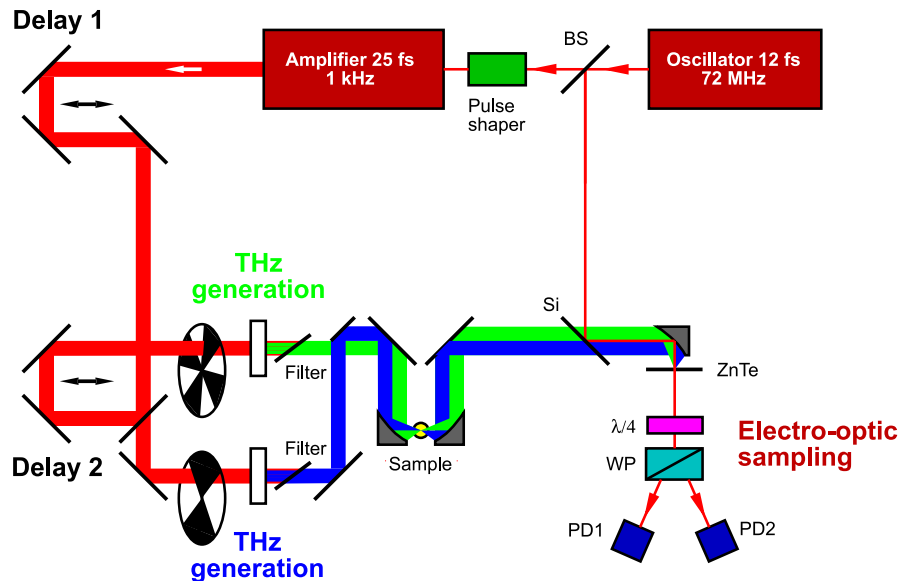 Delay 1
Amplifier 25 fs
1 kHz
Pulse
shaper
BS
Oscillator 12 fs
72 MHz
THz
generation
Si
Filter
ZnTe
Delay 2
Filter
Sample
λ/4
WP
Electro-optic
sampling
PD1
PD2
THz
generation